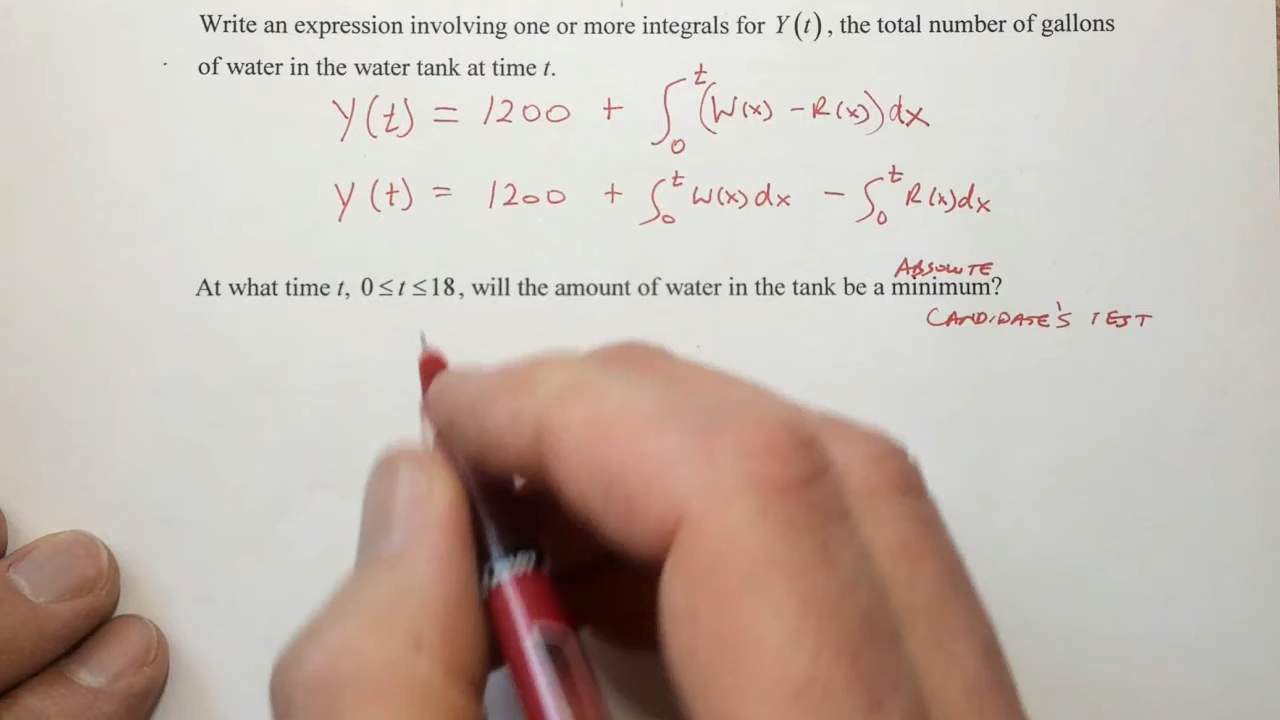 Write an expression involving one or more integrals for Y(t), the total number of gallons
of water in the water tank at time t.
Y(t) = 1200 + ∫₀ᵗ (W(x) - R(x))dx
Y(t) = 1200 + ∫₀ᵗ W(x)dx - ∫₀ᵗ R(x)dx
ABSOLUTE
At what time t, 0 ≤ t ≤ 18, will the amount of water in the tank be a minimum?
CANDIDATE'S TEST